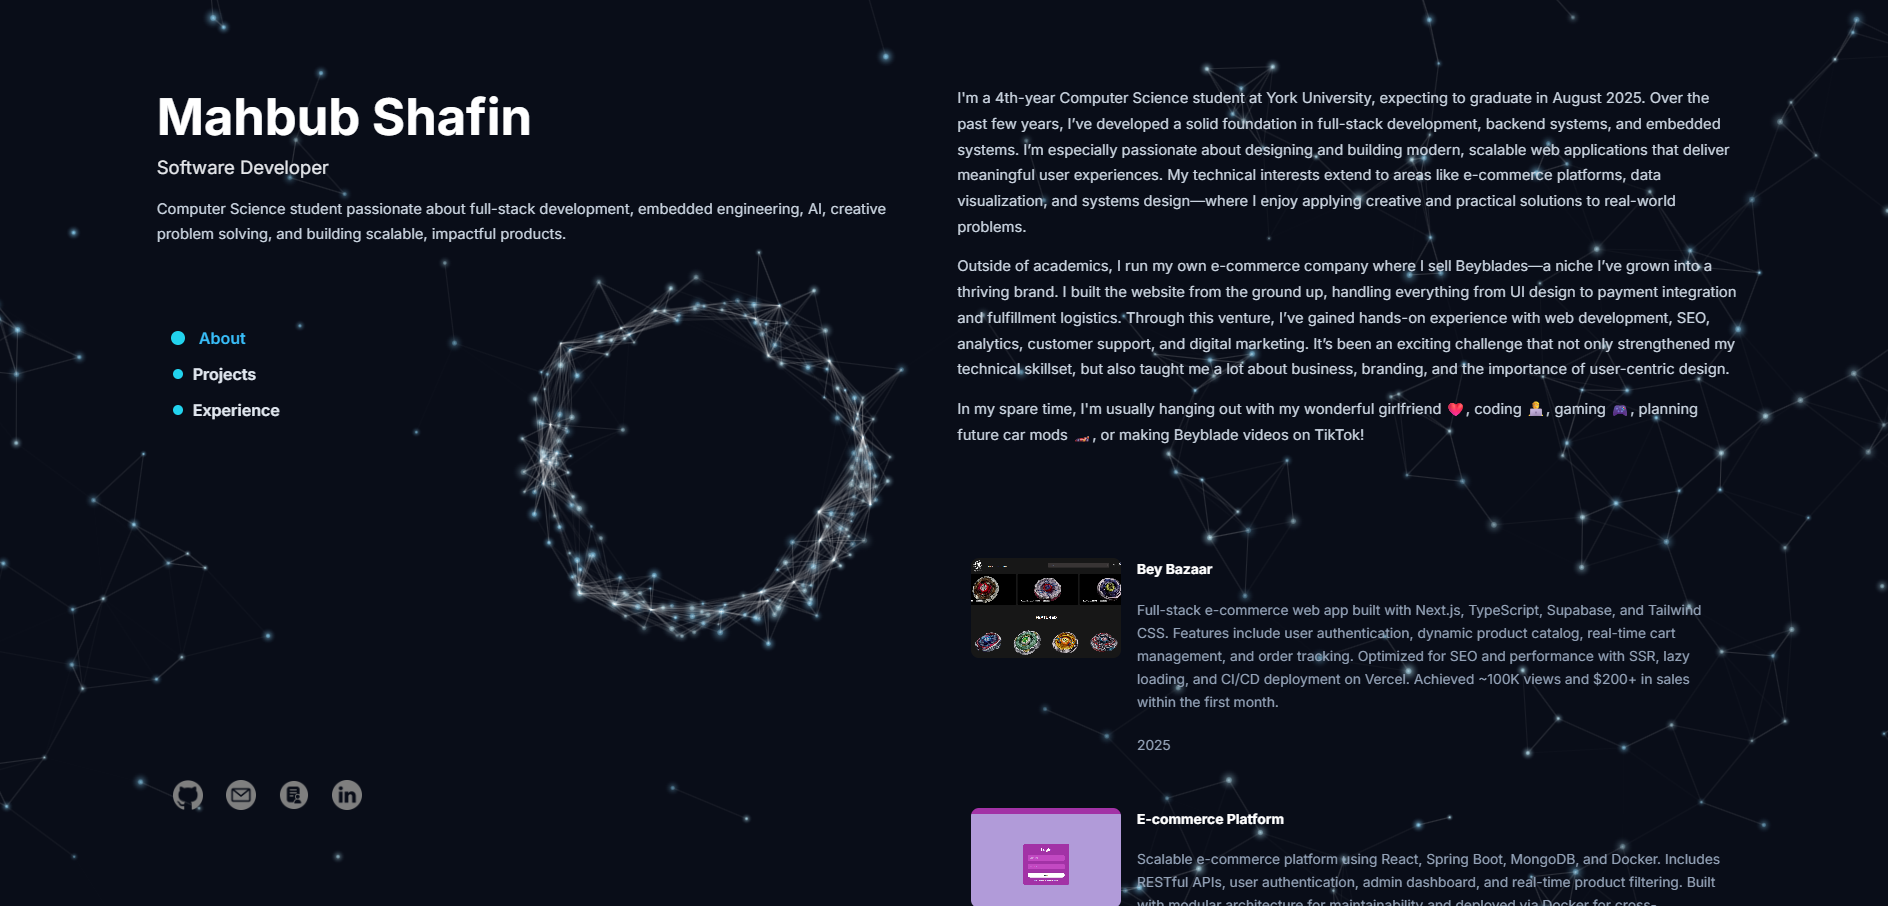 Mahbub Shafin
Software Developer
Computer Science student passionate about full-stack development, embedded engineering, AI, creative
problem solving, and building scalable, impactful products.
About
Projects
Experience
I'm a 4th-year Computer Science student at York University, expecting to graduate in August 2025. Over the
past few years, I’ve developed a solid foundation in full-stack development, backend systems, and embedded
systems. I’m especially passionate about designing and building modern, scalable web applications that deliver
meaningful user experiences. My technical interests extend to areas like e-commerce platforms, data
visualization, and systems design—where I enjoy applying creative and practical solutions to real-world
problems.
Outside of academics, I run my own e-commerce company where I sell Beyblades—a niche I’ve grown into a
thriving brand. I built the website from the ground up, handling everything from UI design to payment integration
and fulfillment logistics. Through this venture, I’ve gained hands-on experience with web development, SEO,
analytics, customer support, and digital marketing. It’s been an exciting challenge that not only strengthened my
technical skillset, but also taught me a lot about business, branding, and the importance of user-centric design.
In my spare time, I'm usually hanging out with my wonderful girlfriend , coding , gaming , planning
future car mods , or making Beyblade videos on TikTok!
FEATURED
Bey Bazaar
Full-stack e-commerce web app built with Next.js, TypeScript, Supabase, and Tailwind
CSS. Features include user authentication, dynamic product catalog, real-time cart
management, and order tracking. Optimized for SEO and performance with SSR, lazy
loading, and CI/CD deployment on Vercel. Achieved ~100K views and $200+ in sales
within the first month.
2025
Login
E-commerce Platform
Scalable e-commerce platform using React, Spring Boot, MongoDB, and Docker. Includes
RESTful APIs, user authentication, admin dashboard, and real-time product filtering. Built
with modular architecture for maintainability and deployed via Docker for cross-